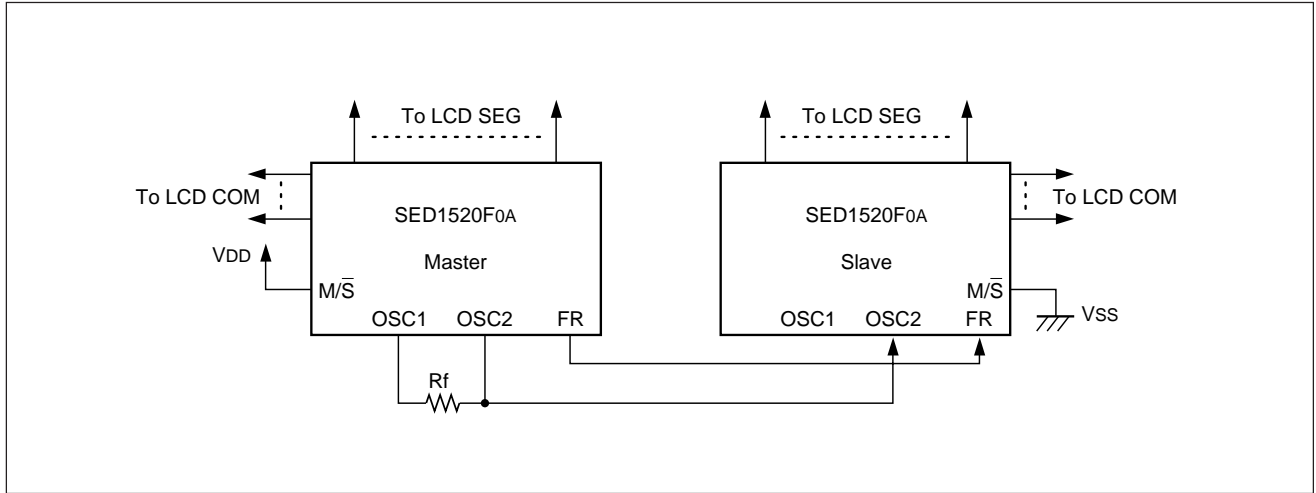 To LCD SEG
To LCD COM
SED1520F0A
Master
VDD
M/S̅
OSC1 OSC2 FR
Rf
To LCD SEG
SED1520F0A
To LCD COM
Slave
M/S̅
OSC1 OSC2 FR
VSS